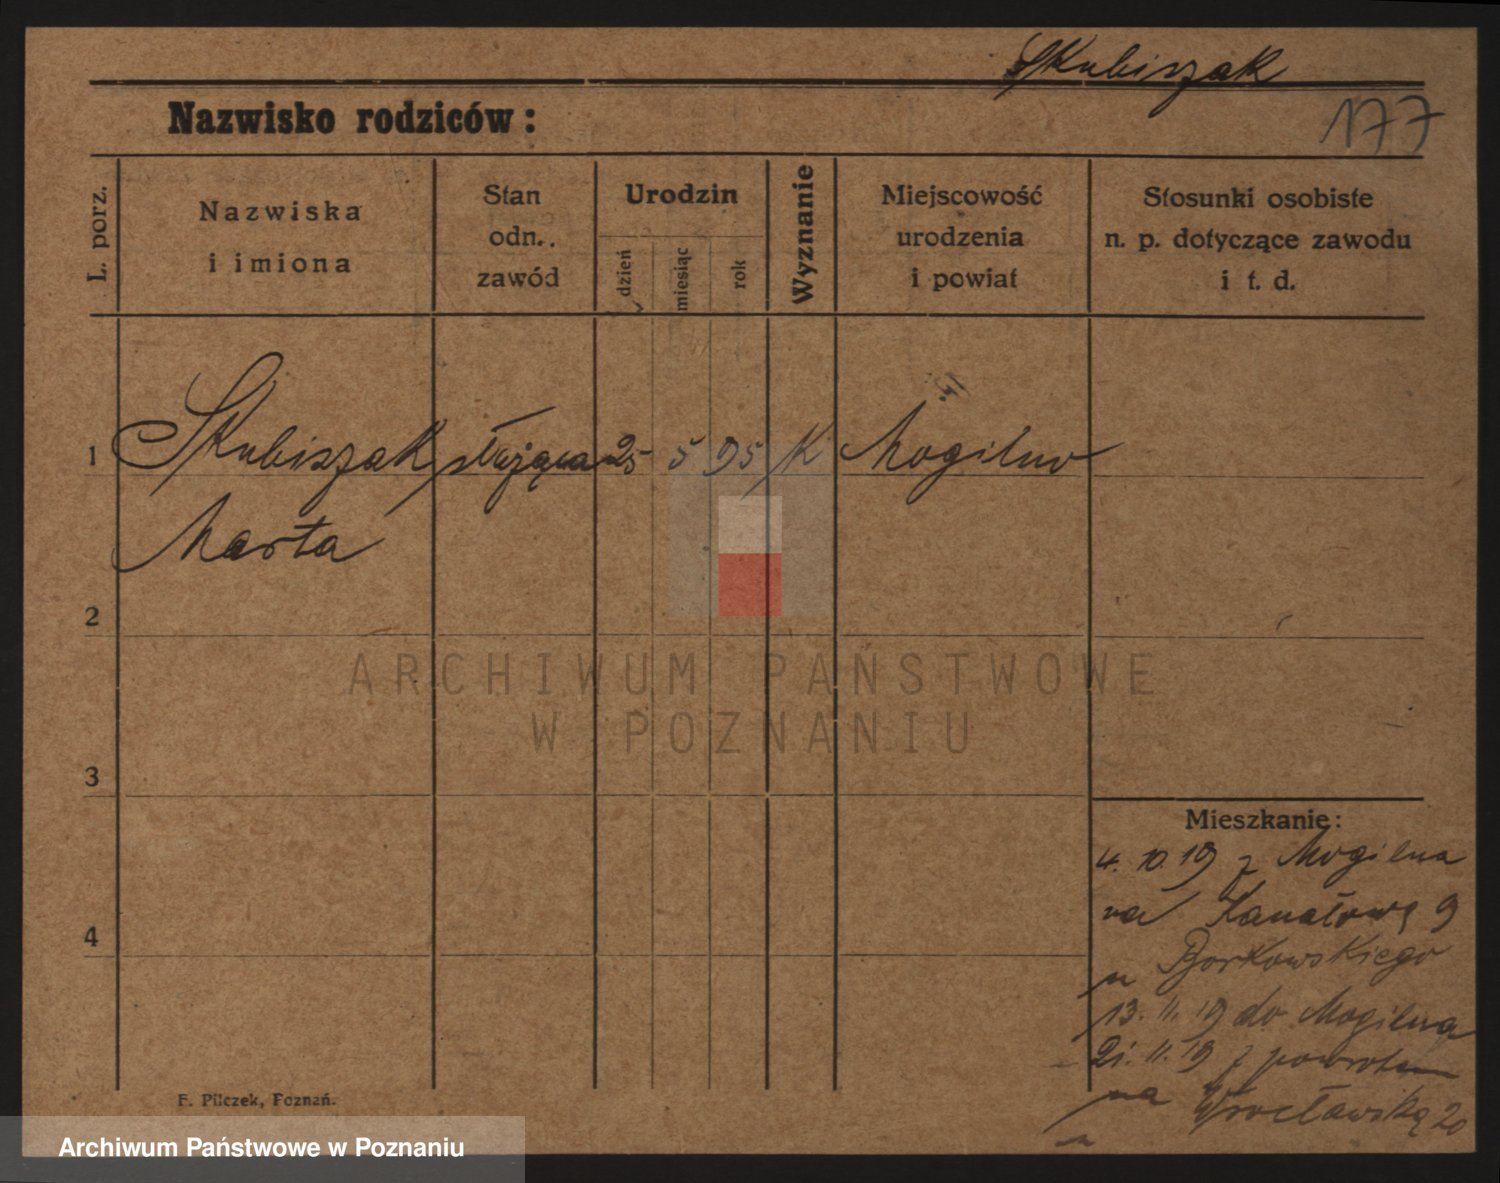 Skubiszak
Nazwisko rodziców:
177
L. porz.
Nazwiska
i imiona
Stan
odn..
zawód
Urodzin
dzień
miesiąc
rok
Wyznanie
Miejscowość
urodzenia
i powiat
Stosunki osobiste
n. p. dotyczące zawodu
i t. d.
1 Skubiszak służąca 25 5 95 K Mogilno
Marta
2
ARCHIWUM PAŃSTWOWE
W POZNANIU
3
Mieszkanie:
4. 10. 19 z Mogilna
na Kanałową 9
4
u Borkowskiego
13. 11. 19 do Mogilna
21. 11. 19 z powrotem
na Wrocławską 20
u
F. Pilczek, Poznań.
Archiwum Państwowe w Poznaniu